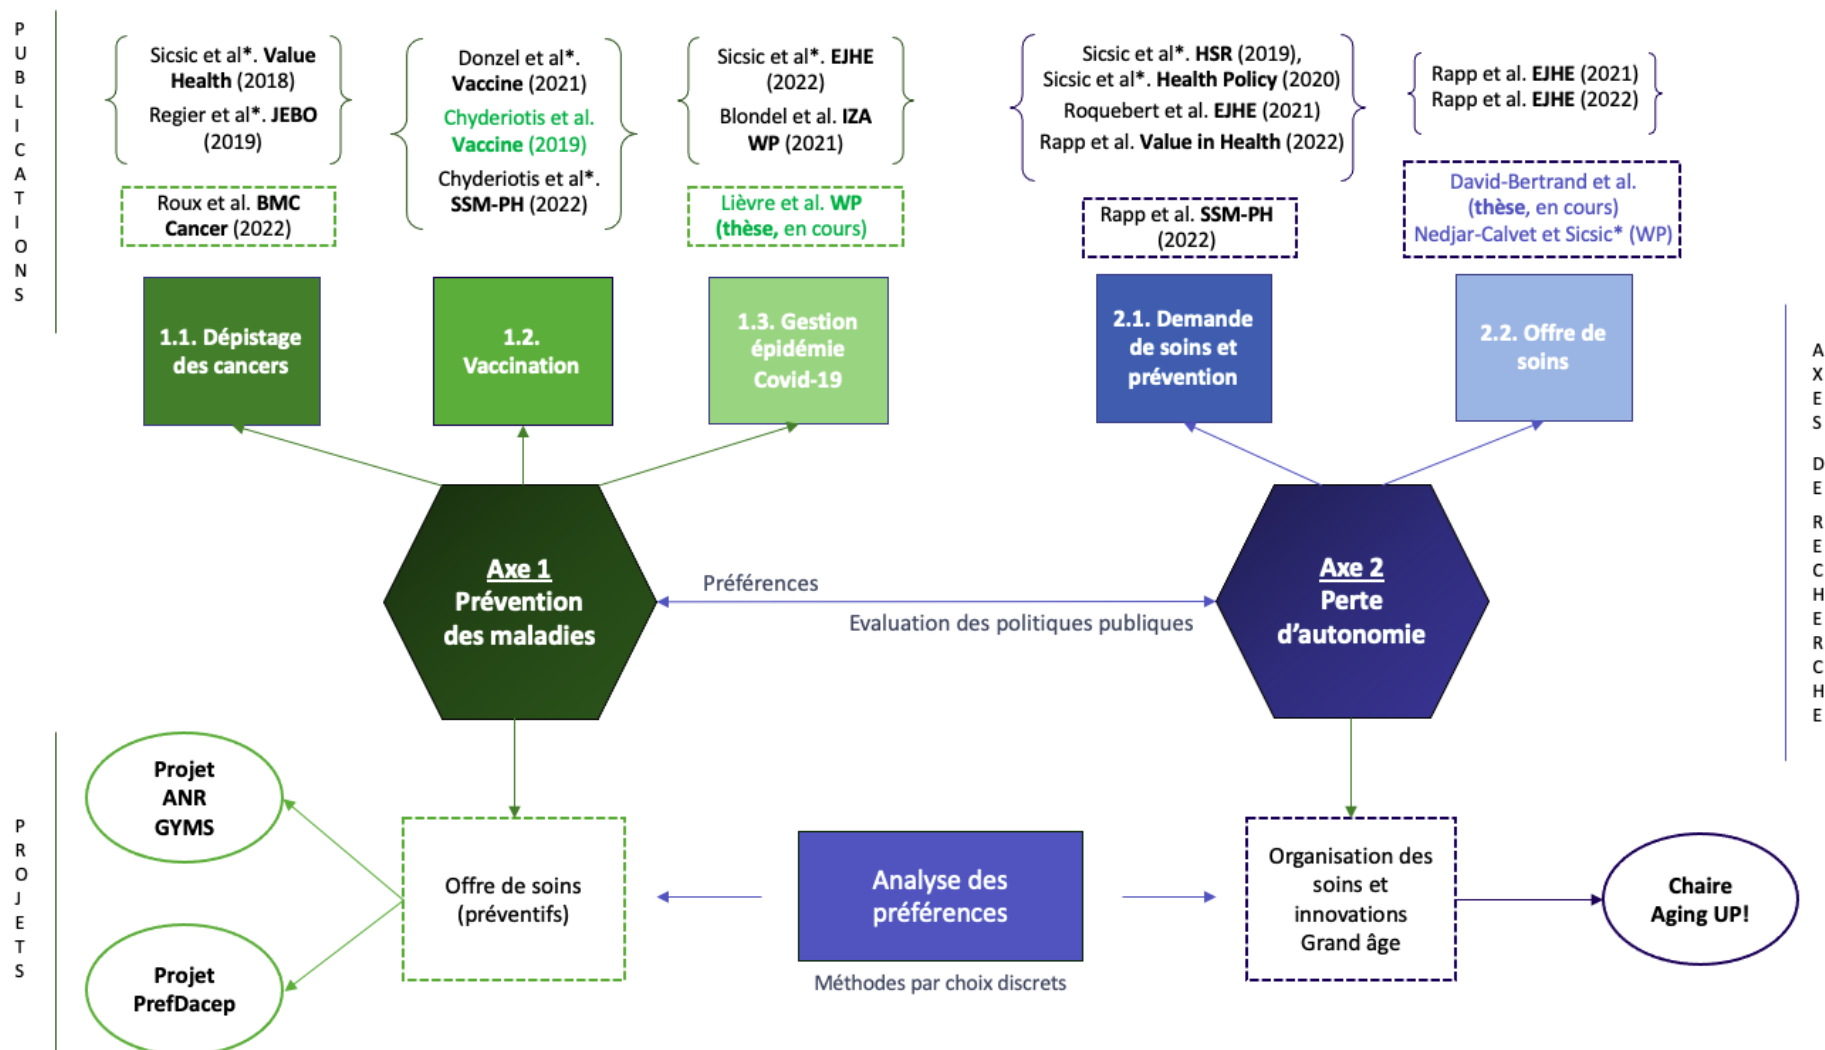 PUBLICATIONS
Sicsic et al*. Value
Health (2018)
Regier et al*. JEBO
(2019)
Donzel et al*.
Vaccine (2021)
Chyderiotis et al.
Vaccine (2019)
Chyderiotis et al*.
SSM-PH (2022)
Sicsic et al*. EJHE
(2022)
Blondel et al. IZA
WP (2021)
Sicsic et al*. HSR (2019),
Sicsic et al*. Health Policy (2020)
Roquebert et al. EJHE (2021)
Rapp et al. Value in Health (2022)
Rapp et al. EJHE (2021)
Rapp et al. EJHE (2022)
Roux et al. BMC
Cancer (2022)
Lièvre et al. WP
(thèse, en cours)
Rapp et al. SSM-PH
(2022)
David-Bertrand et al.
(thèse, en cours)
Nedjar-Calvet et Sicsic* (WP)
1.1. Dépistage
des cancers
1.2.
Vaccination
1.3. Gestion
épidémie
Covid-19
2.1. Demande
de soins et
prévention
2.2. Offre de
soins
AXES DE RECHERCHE
Axe 1
Prévention
des maladies
Préférences
Evaluation des politiques publiques
Axe 2
Perte
d’autonomie
PROJETS
Projet
ANR
GYMS
Projet
PrefDacep
Offre de soins
(préventifs)
Analyse des
préférences
Méthodes par choix discrets
Organisation des
soins et
innovations
Grand âge
Chaire
Aging UP!